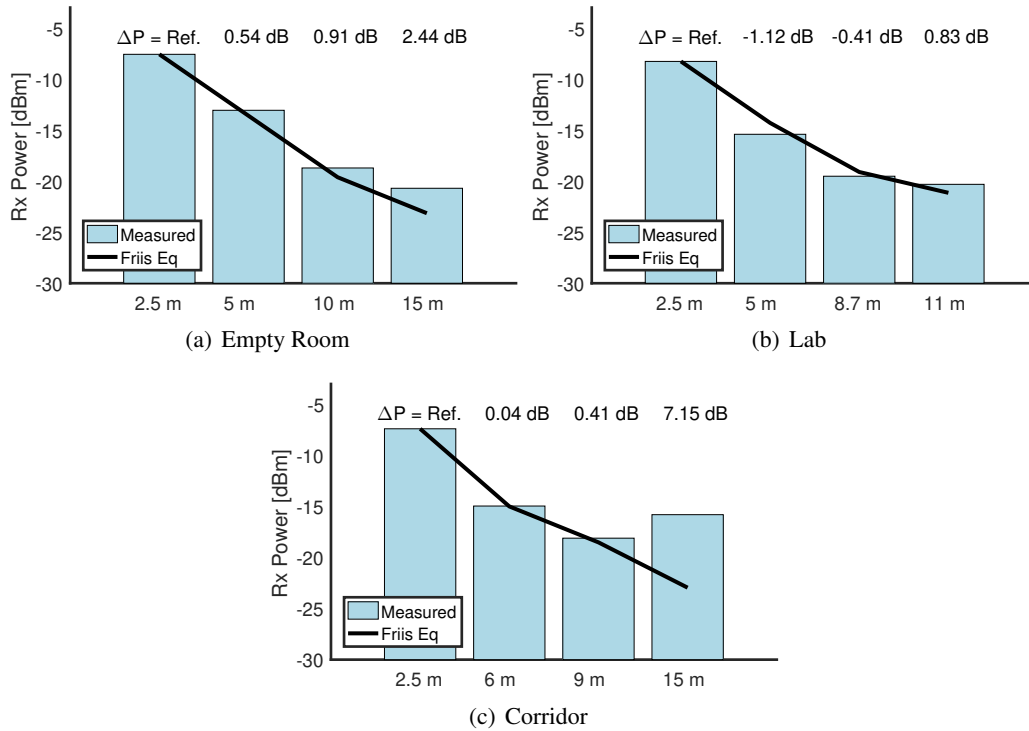 ΔP = Ref. 0.54 dB 0.91 dB 2.44 dB
-5
-10
-15
-20
-25
-30
Rx Power [dBm]
Measured
Friis Eq
2.5 m 5 m 10 m 15 m
(a) Empty Room
ΔP = Ref. -1.12 dB -0.41 dB 0.83 dB
-5
-10
-15
-20
-25
-30
Rx Power [dBm]
Measured
Friis Eq
2.5 m 5 m 8.7 m 11 m
(b) Lab
ΔP = Ref. 0.04 dB 0.41 dB 7.15 dB
-5
-10
-15
-20
-25
-30
Rx Power [dBm]
Measured
Friis Eq
2.5 m 6 m 9 m 15 m
(c) Corridor